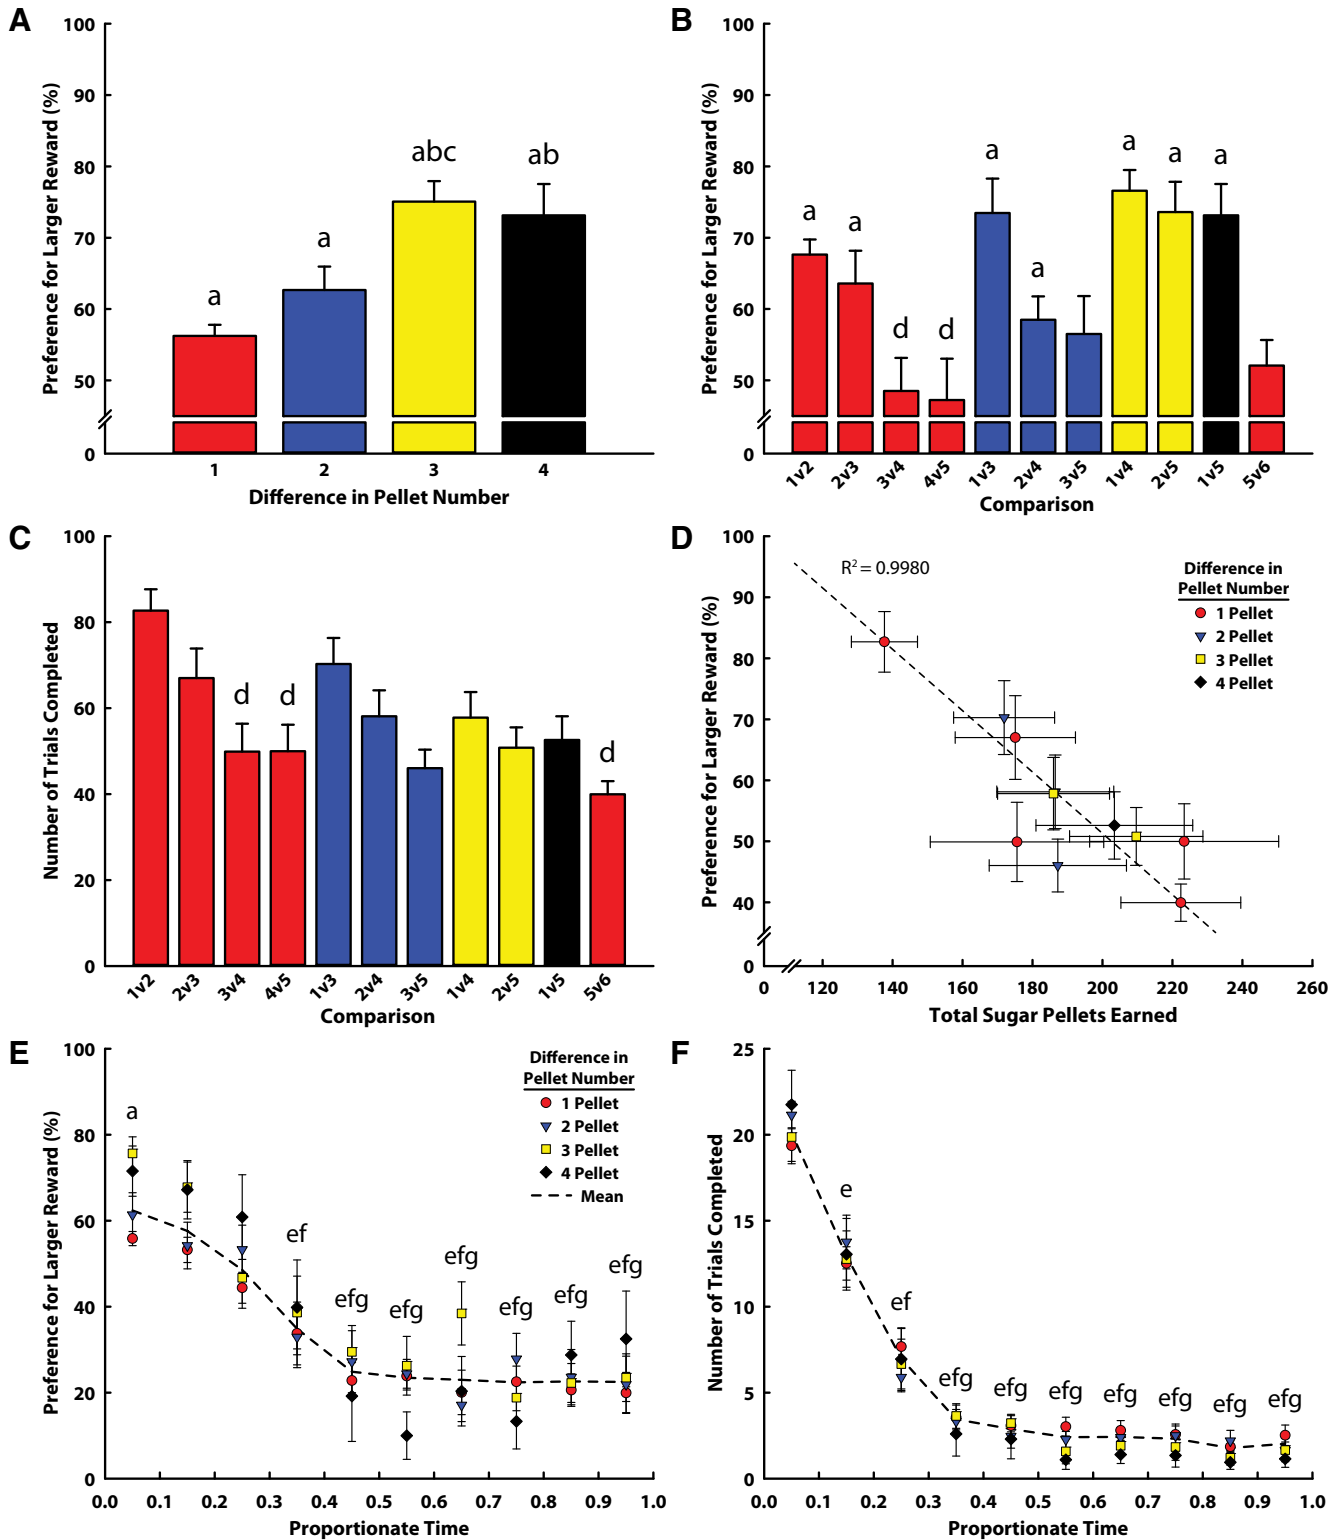 A
100
90
80
70
60
50
0
Preference for Larger Reward (%)
a
a
abc
ab
1 2 3 4
Difference in Pellet Number
B
100
90
80
70
60
50
0
Preference for Larger Reward (%)
a a d d a a a a a
1v2 2v3 3v4 4v5 1v3 2v4 3v5 1v4 2v5 1v5 5v6
Comparison
C
100
80
60
40
20
0
Number of Trials Completed
d d d
1v2 2v3 3v4 4v5 1v3 2v4 3v5 1v4 2v5 1v5 5v6
Comparison
D
100
90
80
70
60
50
40
0
Preference for Larger Reward (%)
R² = 0.9980
Difference in
Pellet Number
1 Pellet
2 Pellet
3 Pellet
4 Pellet
0 120 140 160 180 200 220 240 260
Total Sugar Pellets Earned
E
100
80
60
40
20
0
Preference for Larger Reward (%)
Difference in
Pellet Number
1 Pellet
2 Pellet
3 Pellet
4 Pellet
Mean
a ef efg efg efg efg efg efg
0.0 0.1 0.2 0.3 0.4 0.5 0.6 0.7 0.8 0.9 1.0
Proportionate Time
F
25
20
15
10
5
0
Number of Trials Completed
e ef efg efg efg efg efg efg efg
0.0 0.1 0.2 0.3 0.4 0.5 0.6 0.7 0.8 0.9 1.0
Proportionate Time